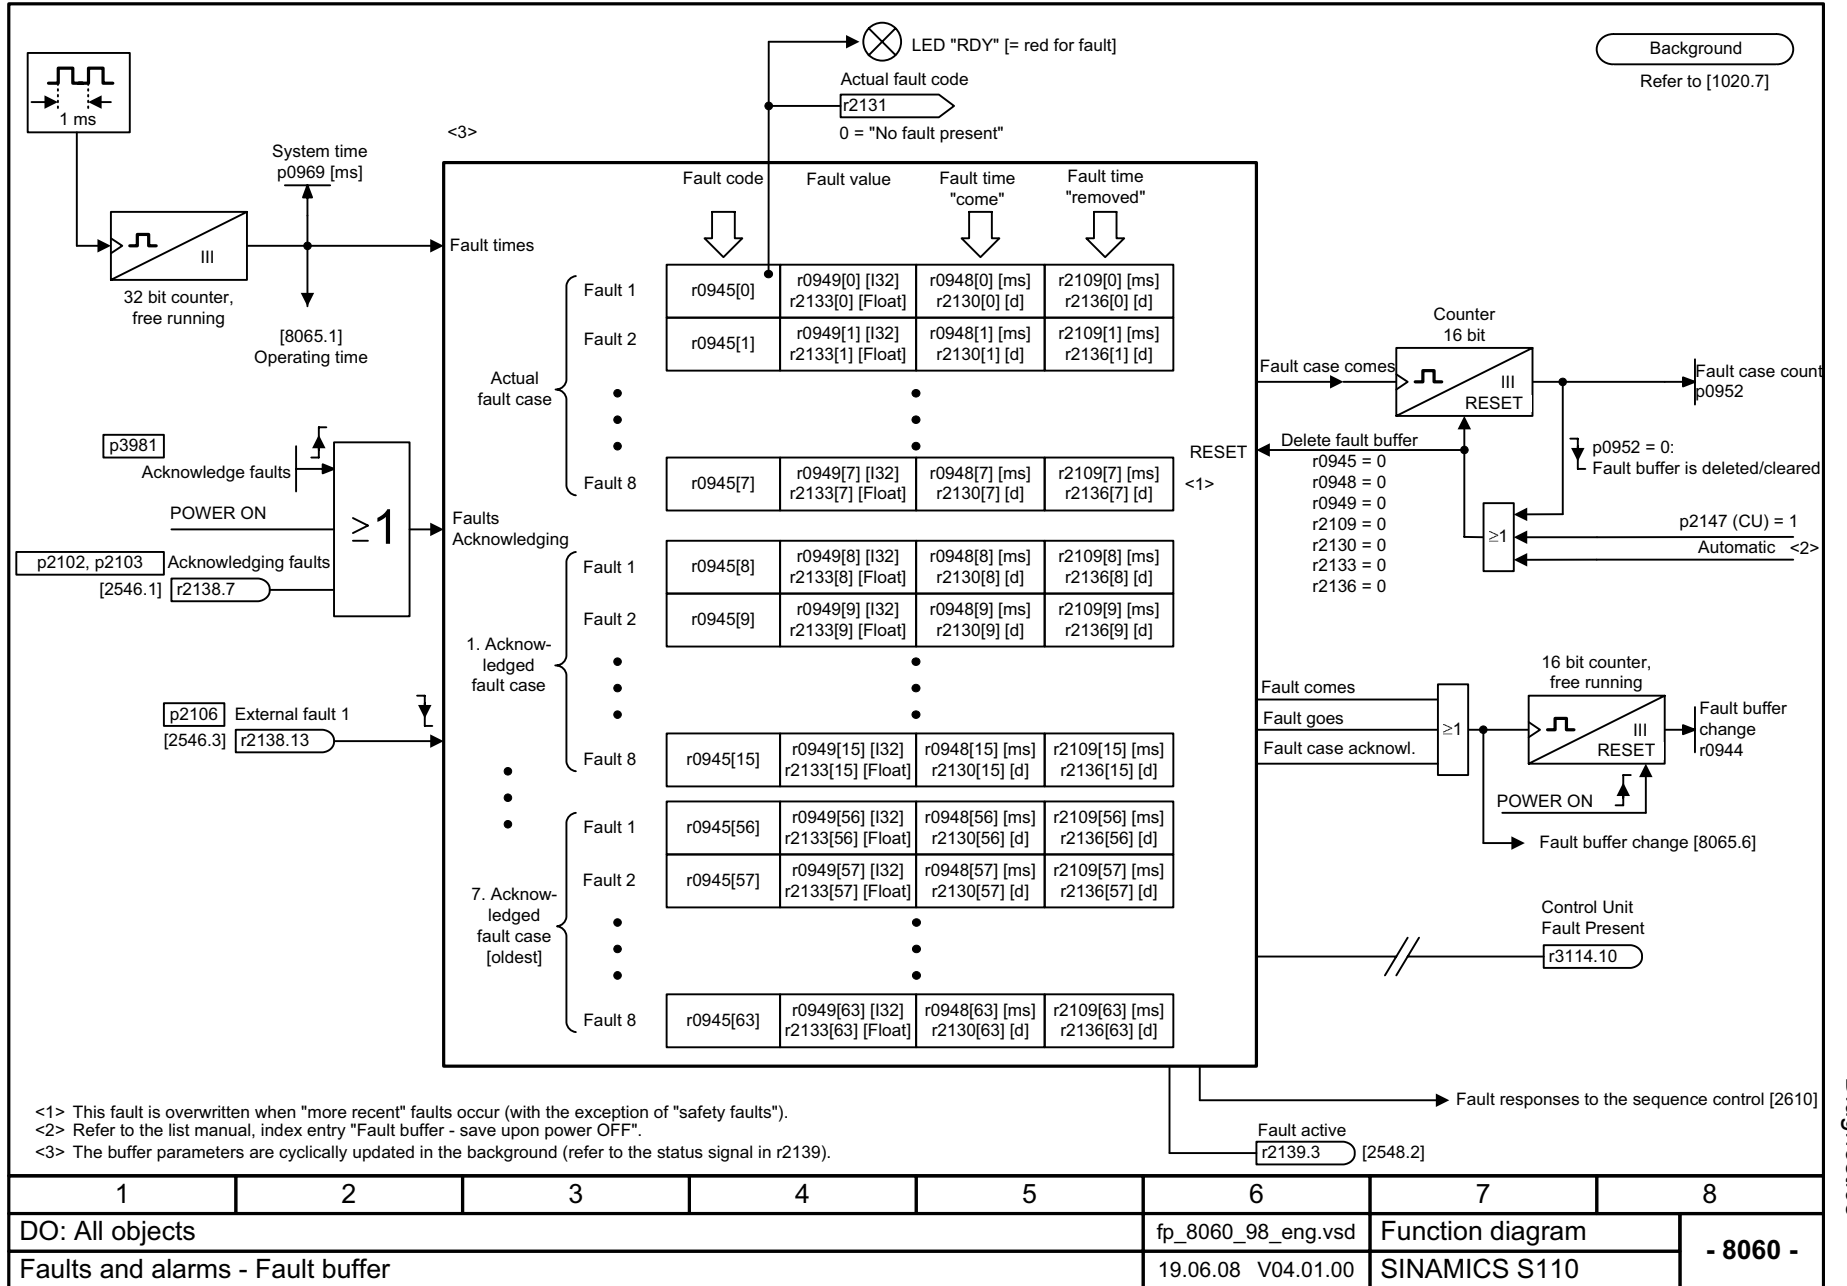 LED "RDY" [= red for fault]
Background
Refer to [1020.7]
Actual fault code
r2131
0 = "No fault present"
1 ms
<3>
System time
p0969 [ms]
III
32 bit counter,
free running
[8065.1]
Operating time
Fault times
Fault code
Fault value
Fault time
"come"
Fault time
"removed"
Actual
fault case
Fault 1
r0945[0]
r0949[0] [I32]
r2133[0] [Float]
r0948[0] [ms]
r2130[0] [d]
r2109[0] [ms]
r2136[0] [d]
Fault 2
r0945[1]
r0949[1] [I32]
r2133[1] [Float]
r0948[1] [ms]
r2130[1] [d]
r2109[1] [ms]
r2136[1] [d]
Fault 8
r0945[7]
r0949[7] [I32]
r2133[7] [Float]
r0948[7] [ms]
r2130[7] [d]
r2109[7] [ms]
r2136[7] [d]
RESET
<1>
p3981
Acknowledge faults
POWER ON
p2102, p2103
Acknowledging faults
[2546.1]
r2138.7
≥1
Faults
Acknowledging
1. Acknow-
ledged
fault case
Fault 1
r0945[8]
r0949[8] [I32]
r2133[8] [Float]
r0948[8] [ms]
r2130[8] [d]
r2109[8] [ms]
r2136[8] [d]
Fault 2
r0945[9]
r0949[9] [I32]
r2133[9] [Float]
r0948[9] [ms]
r2130[9] [d]
r2109[9] [ms]
r2136[9] [d]
Fault 8
r0945[15]
r0949[15] [I32]
r2133[15] [Float]
r0948[15] [ms]
r2130[15] [d]
r2109[15] [ms]
r2136[15] [d]
p2106
External fault 1
[2546.3]
r2138.13
7. Acknow-
ledged
fault case
[oldest]
Fault 1
r0945[56]
r0949[56] [I32]
r2133[56] [Float]
r0948[56] [ms]
r2130[56] [d]
r2109[56] [ms]
r2136[56] [d]
Fault 2
r0945[57]
r0949[57] [I32]
r2133[57] [Float]
r0948[57] [ms]
r2130[57] [d]
r2109[57] [ms]
r2136[57] [d]
Fault 8
r0945[63]
r0949[63] [I32]
r2133[63] [Float]
r0948[63] [ms]
r2130[63] [d]
r2109[63] [ms]
r2136[63] [d]
Counter
16 bit
Fault case comes
III
RESET
Fault case count
p0952
Delete fault buffer
r0945 = 0
r0948 = 0
r0949 = 0
r2109 = 0
r2130 = 0
r2133 = 0
r2136 = 0
p0952 = 0:
Fault buffer is deleted/cleared
≥1
p2147 (CU) = 1
Automatic <2>
16 bit counter,
free running
Fault comes
Fault goes
Fault case acknowl.
≥1
III
RESET
Fault buffer
change
r0944
POWER ON
Fault buffer change [8065.6]
Control Unit
Fault Present
r3114.10
Fault responses to the sequence control [2610]
Fault active
r2139.3
[2548.2]
<1> This fault is overwritten when "more recent" faults occur (with the exception of "safety faults").
<2> Refer to the list manual, index entry "Fault buffer - save upon power OFF".
<3> The buffer parameters are cyclically updated in the background (refer to the status signal in r2139).
1 2 3 4 5 6 7 8
DO: All objects
fp_8060_98_eng.vsd
Function diagram
- 8060 -
Faults and alarms - Fault buffer
19.06.08 V04.01.00
SINAMICS S110